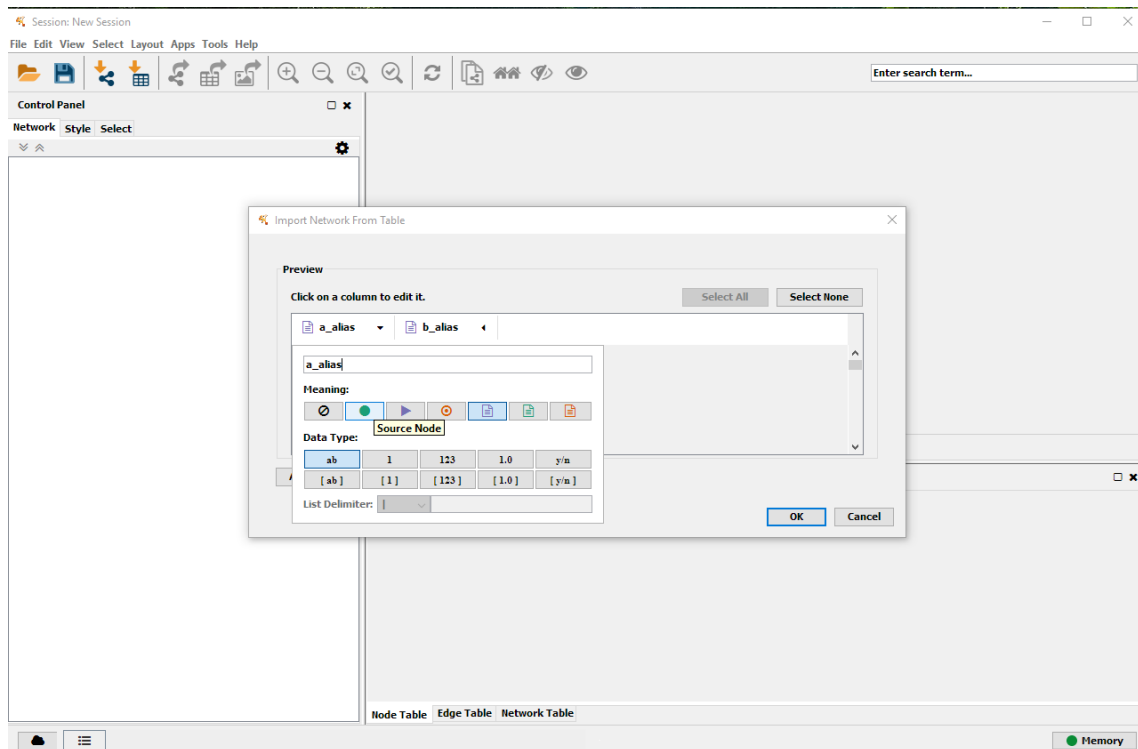 Session: New Session
File Edit View Select Layout Apps Tools Help
Enter search term...
Control Panel
Network Style Select
Import Network From Table
Preview
Click on a column to edit it.
Select All
Select None
a_alias
b_alias
a_alias
Meaning:
Source Node
Data Type:
ab 1 123 1.0 y/n
[ ab ] [ 1 ] [ 123 ] [ 1.0 ] [ y/n ]
List Delimiter: |
OK Cancel
Node Table Edge Table Network Table
Memory